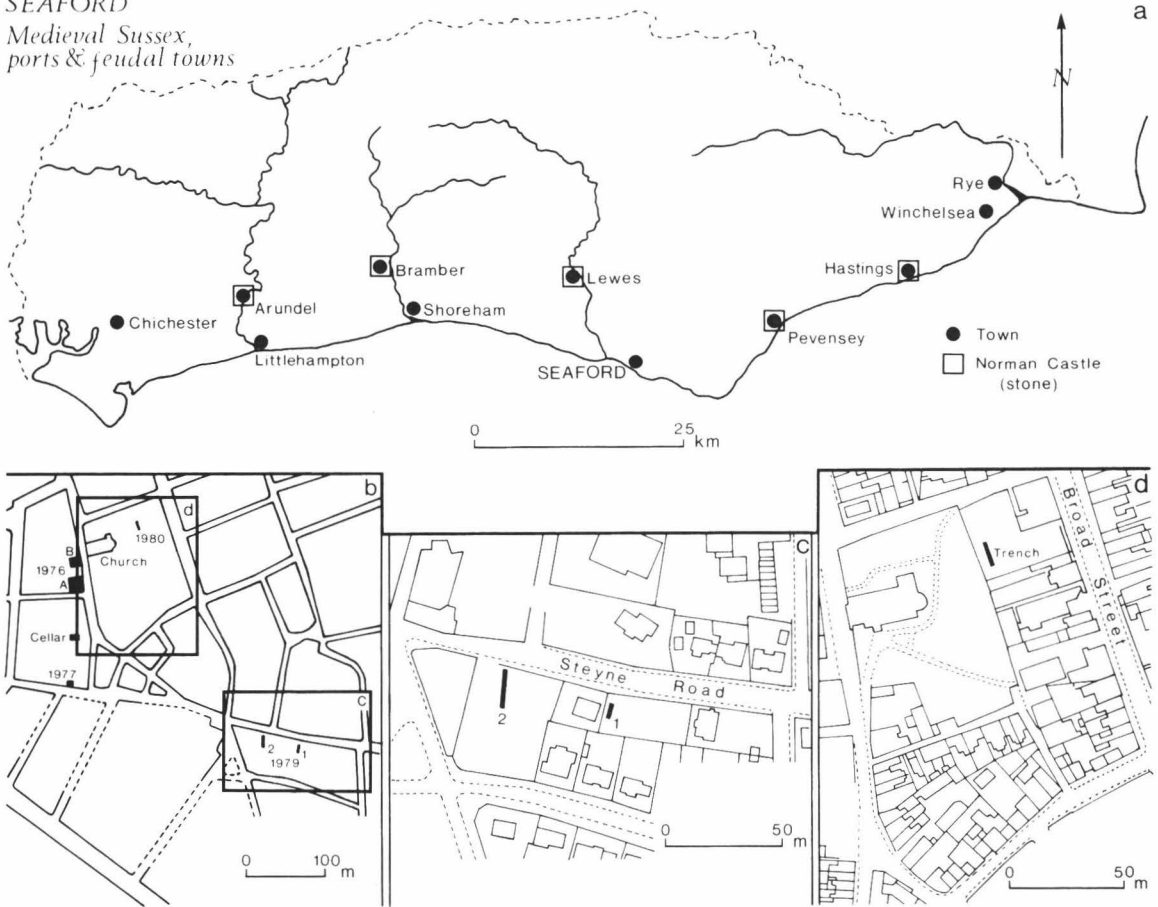 SEAFORD
Medieval Sussex,
ports & feudal towns
a
N
Rye
Winchelsea
Hastings
Bramber
Lewes
Arundel
Shoreham
Chichester
Pevensey
Littlehampton
SEAFORD
Town
Norman Castle
(stone)
0 25
km
b
d
1980
Church
B
1976
A
Cellar
1977
c
2
1979
1
0 100
m
c
Steyne Road
2
1
0 50
m
d
Broad Street
Trench
0 50
m